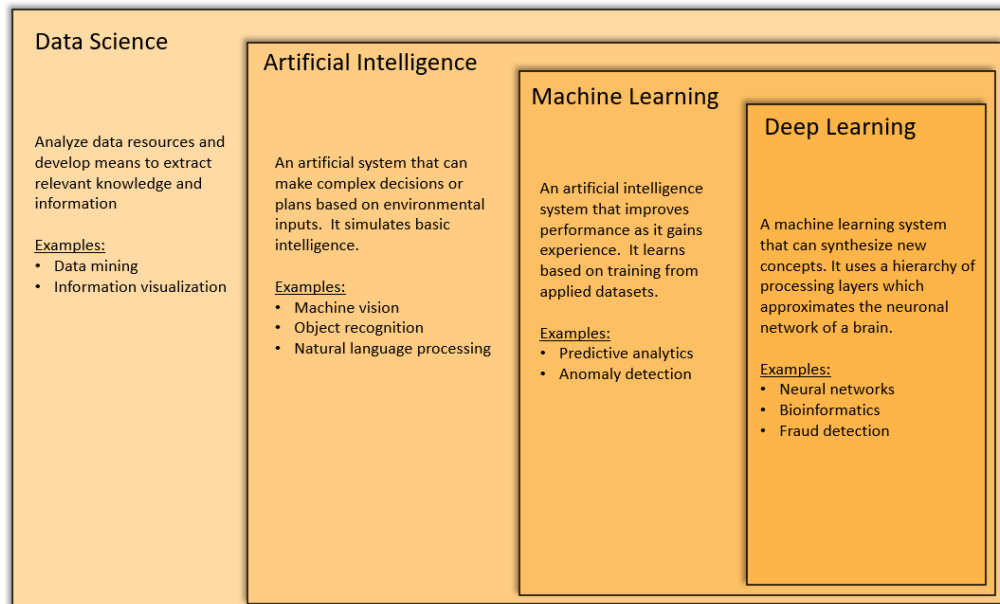 Data Science
Analyze data resources and
develop means to extract
relevant knowledge and
information
Examples:
• Data mining
• Information visualization
Artificial Intelligence
An artificial system that can
make complex decisions or
plans based on environmental
inputs.  It simulates basic
intelligence.
Examples:
• Machine vision
• Object recognition
• Natural language processing
Machine Learning
An artificial intelligence
system that improves
performance as it gains
experience.  It learns
based on training from
applied datasets.
Examples:
• Predictive analytics
• Anomaly detection
Deep Learning
A machine learning system
that can synthesize new
concepts. It uses a hierarchy of
processing layers which
approximates the neuronal
network of a brain.
Examples:
• Neural networks
• Bioinformatics
• Fraud detection